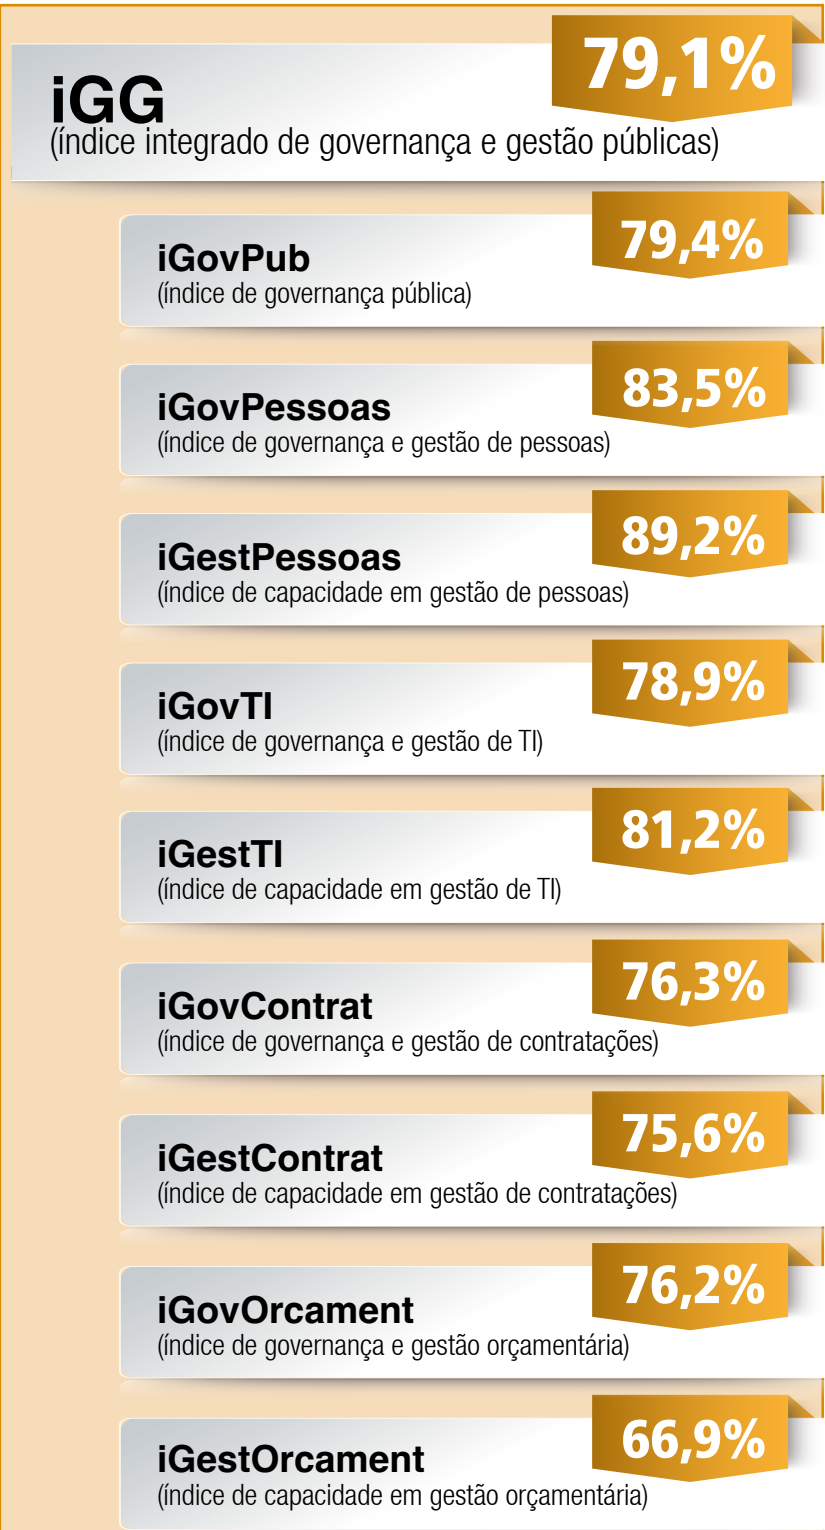 79,1%
iGG
(índice integrado de governança e gestão públicas)
79,4%
iGovPub
(índice de governança pública)
83,5%
iGovPessoas
(índice de governança e gestão de pessoas)
89,2%
iGestPessoas
(índice de capacidade em gestão de pessoas)
78,9%
iGovTI
(índice de governança e gestão de TI)
81,2%
iGestTI
(índice de capacidade em gestão de TI)
76,3%
iGovContrat
(índice de governança e gestão de contratações)
75,6%
iGestContrat
(índice de capacidade em gestão de contratações)
76,2%
iGovOrcament
(índice de governança e gestão orçamentária)
66,9%
iGestOrcament
(índice de capacidade em gestão orçamentária)